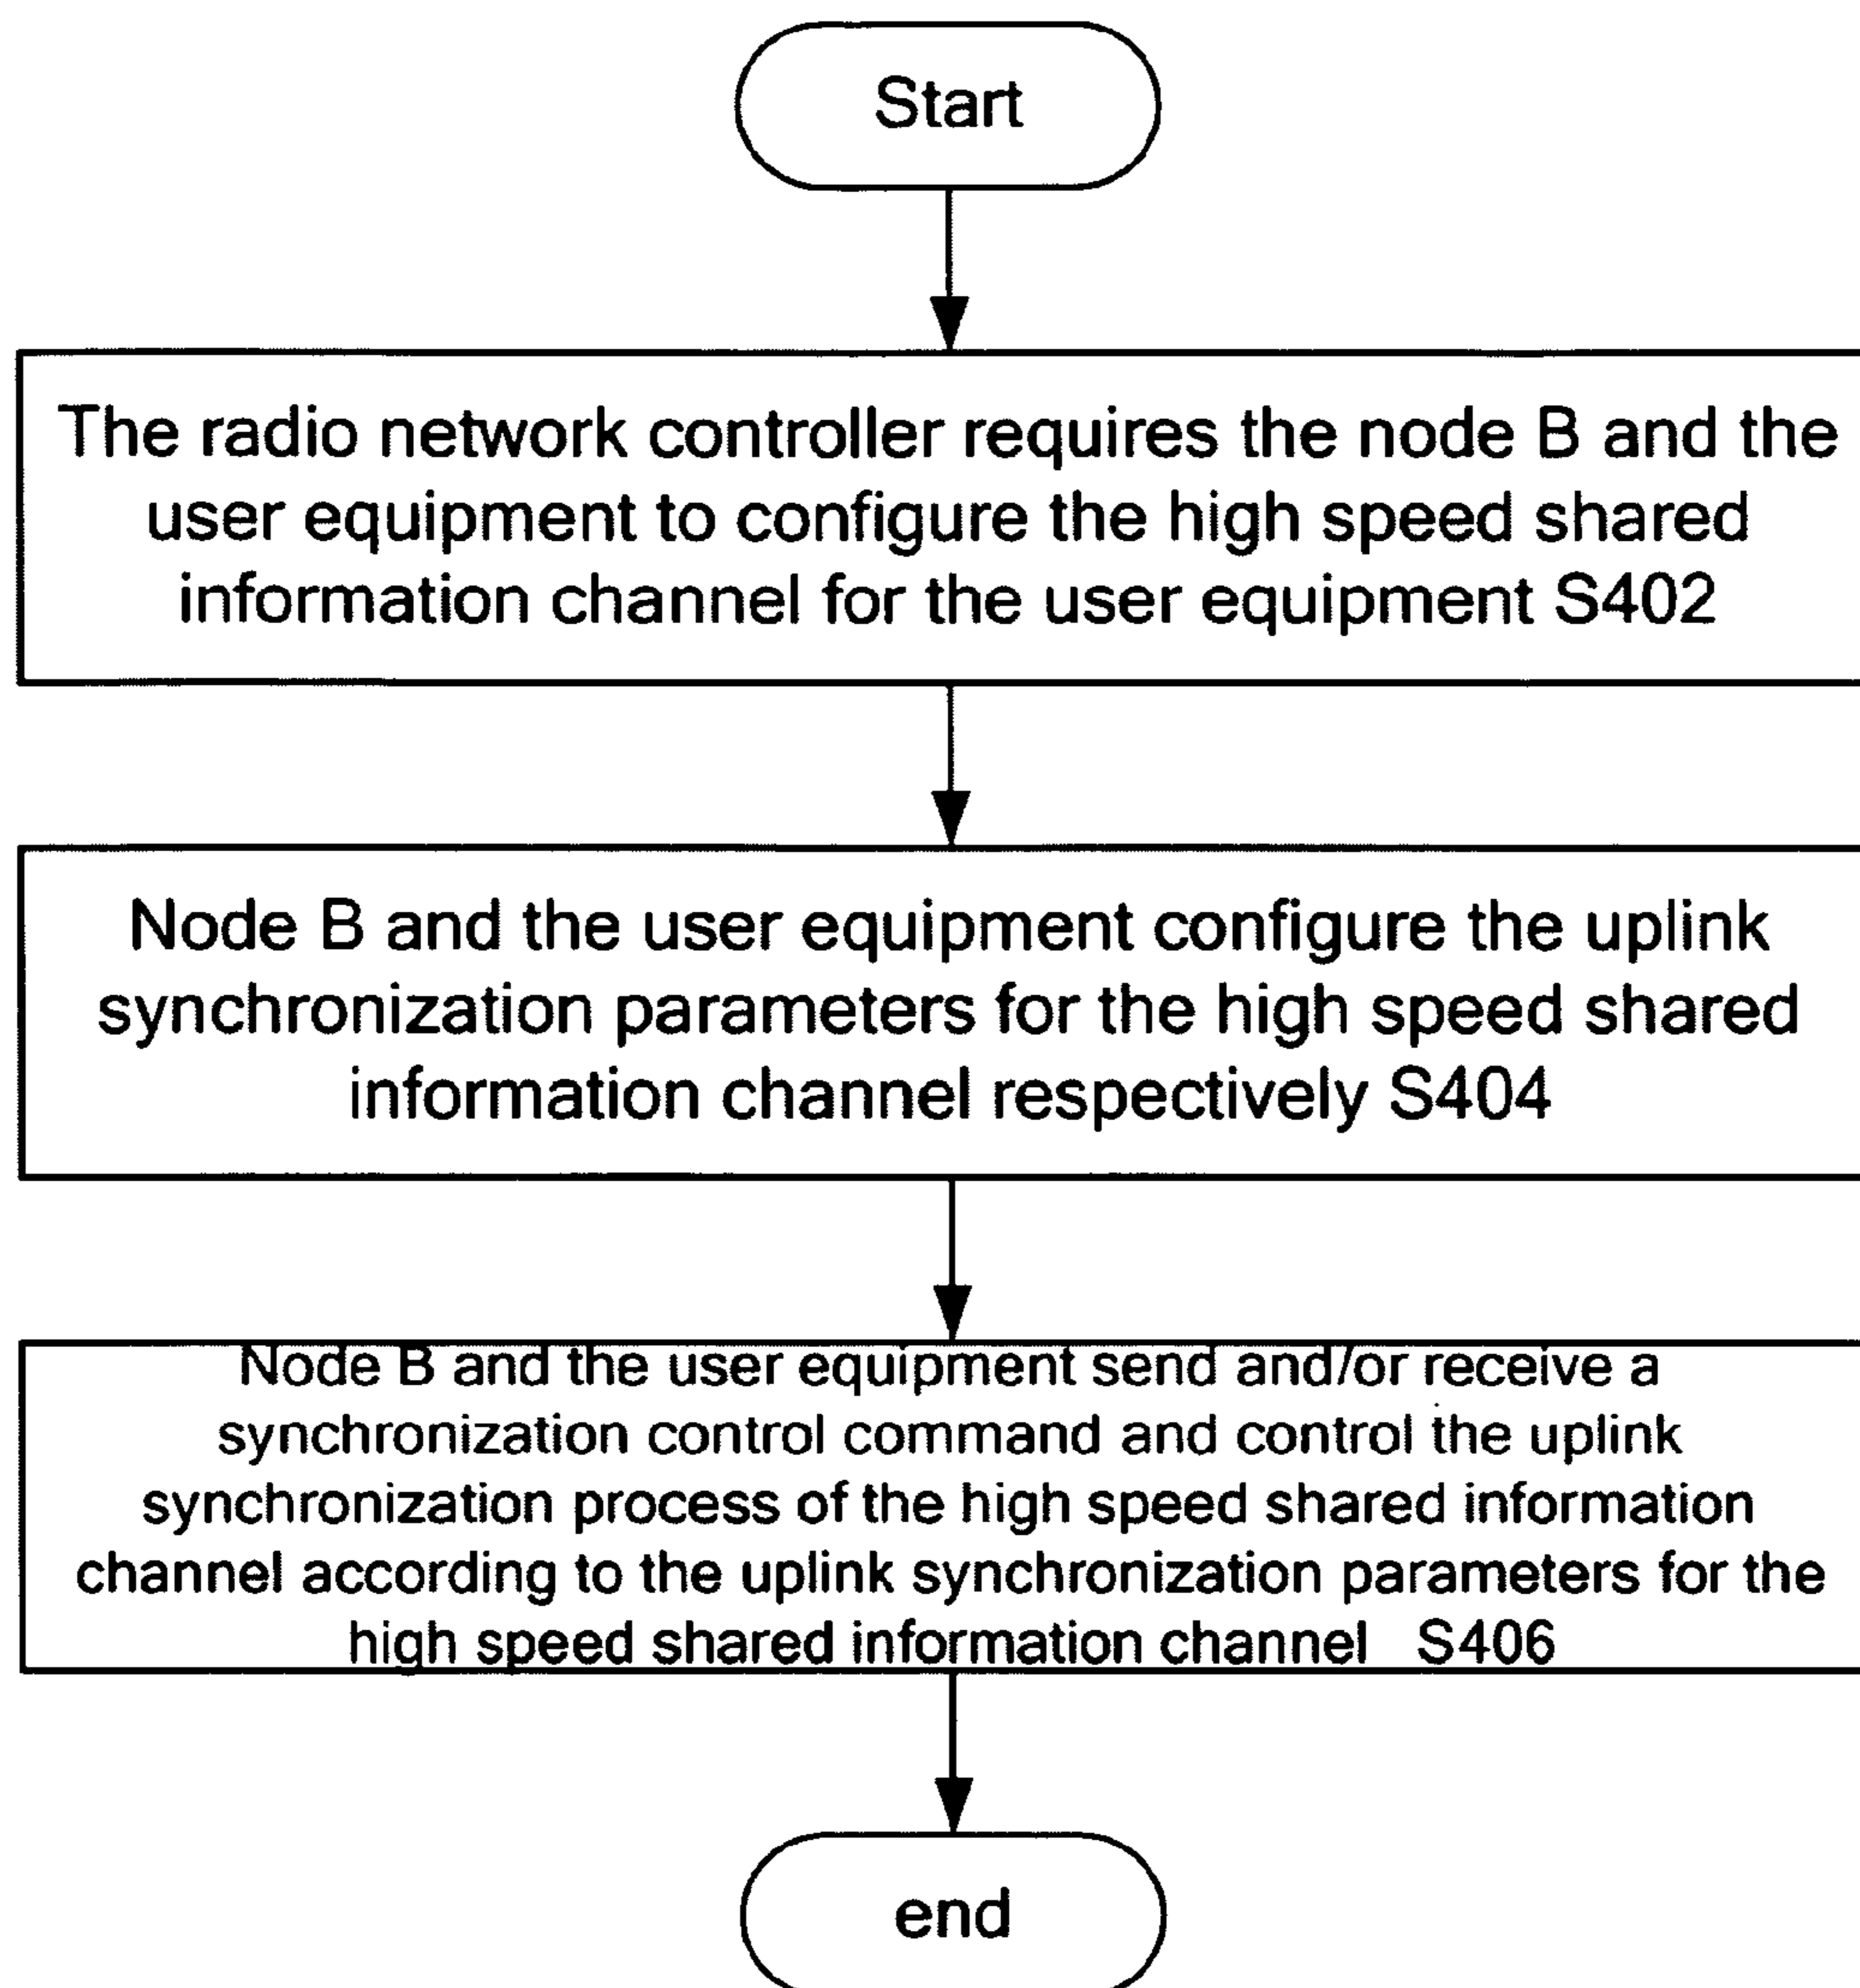 Start
The radio network controller requires the node B and the
user equipment to configure the high speed shared
information channel for the user equipment S402
Node B and the user equipment configure the uplink
synchronization parameters for the high speed shared
information channel respectively S404
Node B and the user equipment send and/or receive a
synchronization control command and control the uplink
synchronization process of the high speed shared information
channel according to the uplink synchronization parameters for the
high speed shared information channel S406
end